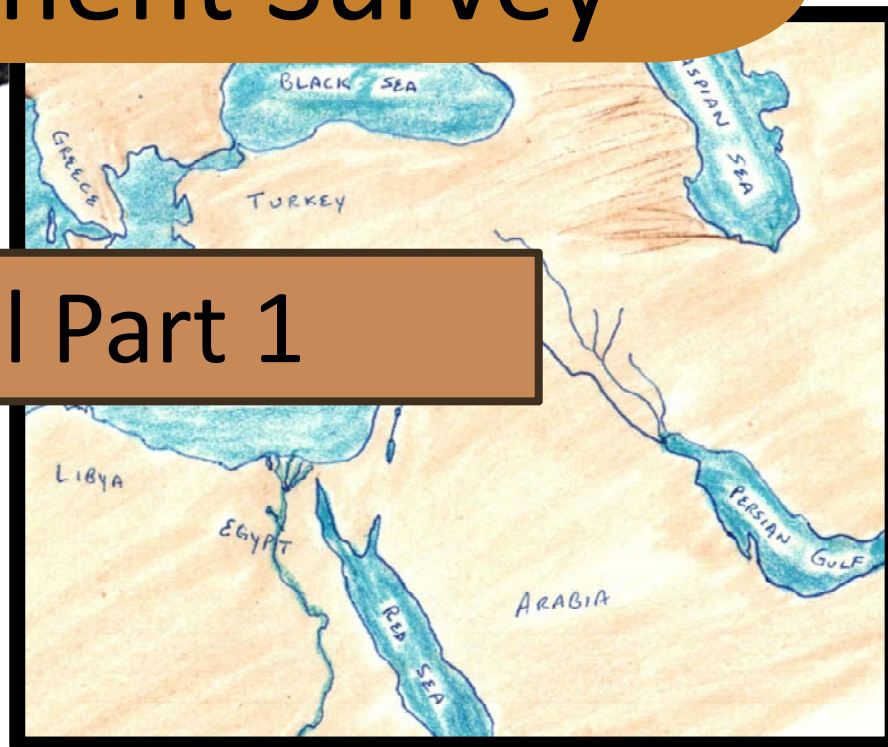 nent Survey
BLACK SEA
ASPIAN
SEA
GREECE
TURKEY
l Part 1
LIBYA
EGYPT
PERSIAN
GULF
ARABIA
RED
SEA